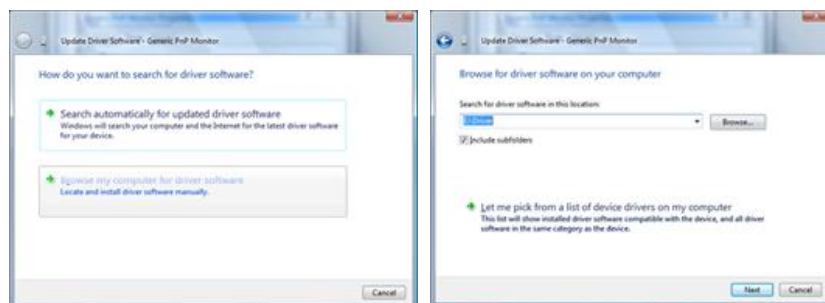 Update Driver Software - Generic PnP Monitor
How do you want to search for driver software?
Search automatically for updated driver software
Windows will search your computer and the Internet for the latest driver software
for your device.
Browse my computer for driver software
Locate and install driver software manually.
Cancel
Update Driver Software - Generic PnP Monitor
Browse for driver software on your computer
Search for driver software in this location:
Browse...
Include subfolders
Let me pick from a list of device drivers on my computer
This list will show installed driver software compatible with the device, and all driver
software in the same category as the device.
Next Cancel